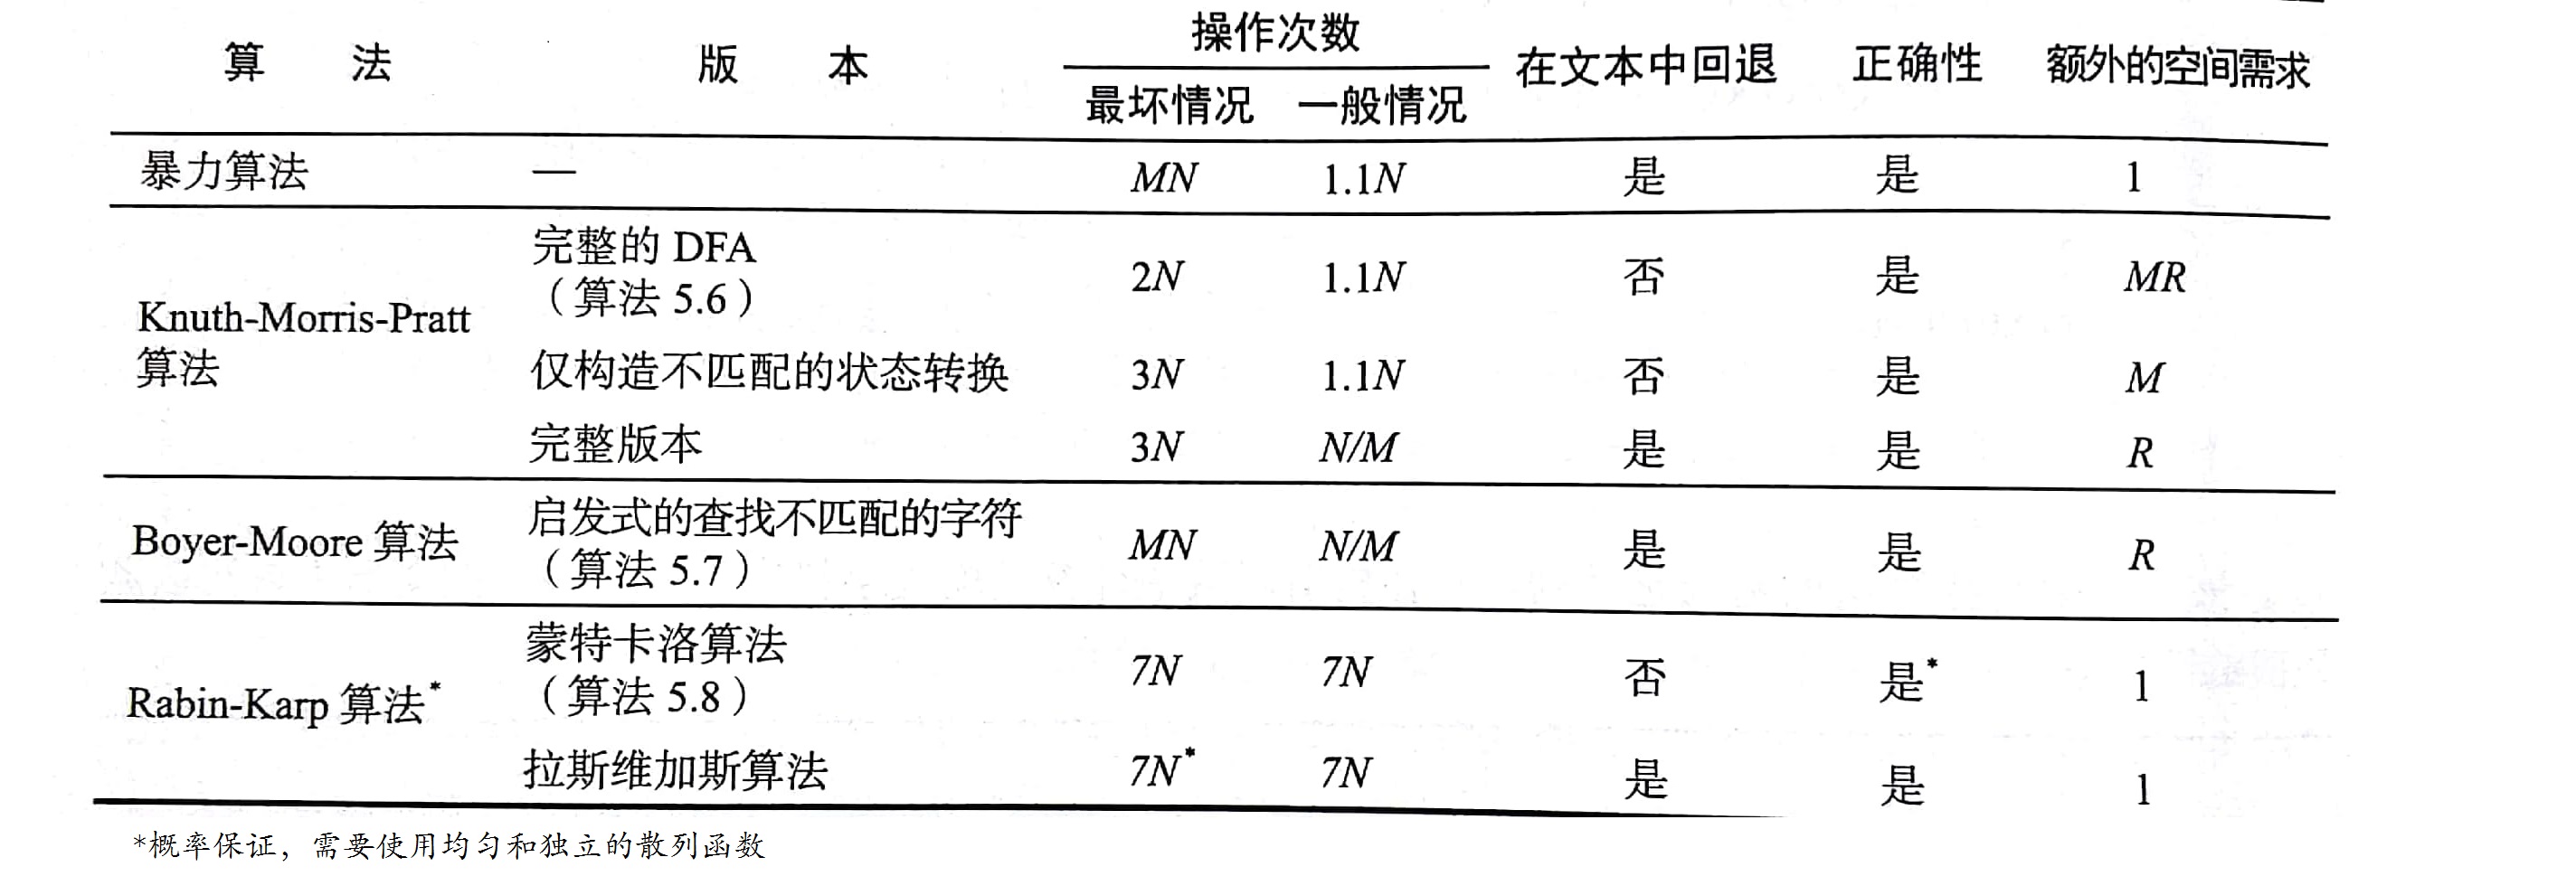 算 法 版 本 操作次数 在文本中回退 正确性 额外的空间需求
最坏情况 一般情况
暴力算法 — MN 1.1N 是 是 1
Knuth-Morris-Pratt
算法
完整的 DFA
（算法 5.6） 2N 1.1N 否 是 MR
仅构造不匹配的状态转换 3N 1.1N 否 是 M
完整版本 3N N/M 是 是 R
Boyer-Moore 算法
启发式的查找不匹配的字符
（算法 5.7） MN N/M 是 是 R
Rabin-Karp 算法*
蒙特卡洛算法
（算法 5.8） 7N 7N 否 是* 1
拉斯维加斯算法 7N* 7N 是 是 1
*概率保证，需要使用均匀和独立的散列函数